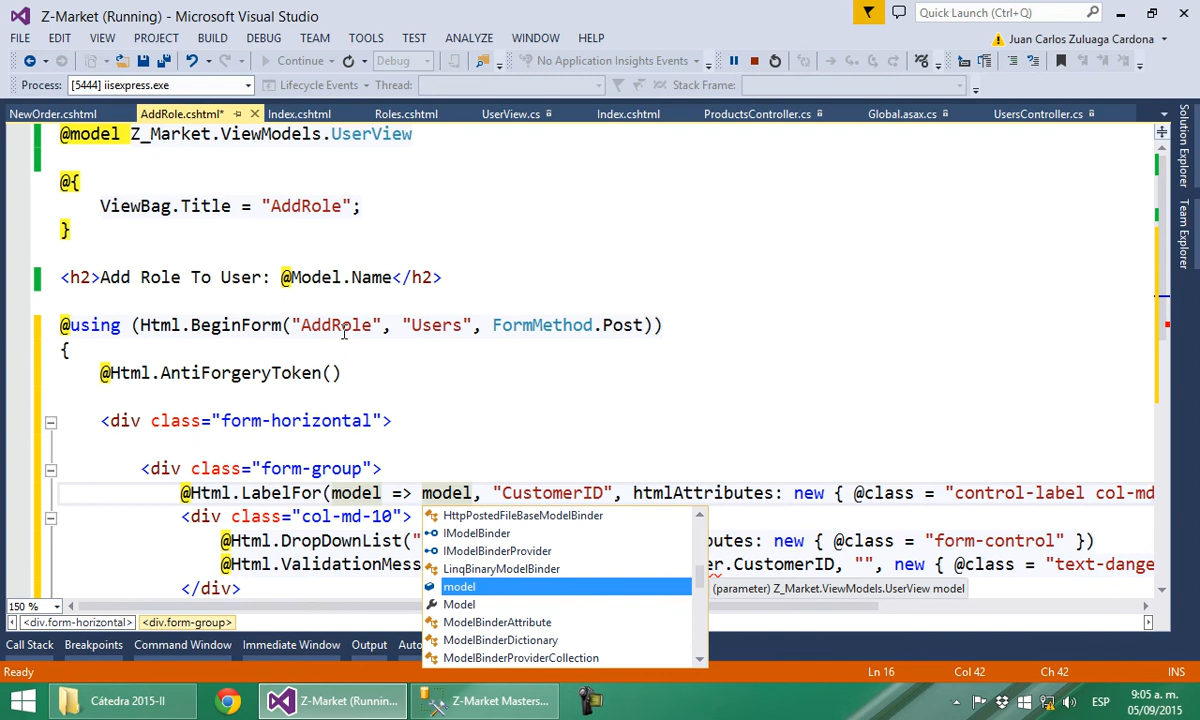 Z-Market (Running) - Microsoft Visual Studio
Quick Launch (Ctrl+Q)
FILE EDIT VIEW PROJECT BUILD DEBUG TEAM TOOLS TEST ANALYZE WINDOW HELP
Juan Carlos Zuluaga Cardona
Continue Debug No Application Insights Events
Process: [5444] iisexpress.exe Lifecycle Events Thread: Stack Frame:
NewOrder.cshtml AddRole.cshtml* Index.cshtml Roles.cshtml UserView.cs Index.cshtml ProductsController.cs Global.asax.cs UsersController.cs
Solution Explorer
Team Explorer
@model Z_Market.ViewModels.UserView
@{
ViewBag.Title = "AddRole";
}
<h2>Add Role To User: @Model.Name</h2>
@using (Html.BeginForm("AddRole", "Users", FormMethod.Post))
{
@Html.AntiForgeryToken()
<div class="form-horizontal">
<div class="form-group">
@Html.LabelFor(model => model, "CustomerID", htmlAttributes: new { @class = "control-label col-md
<div class="col-md-10">
@Html.DropDownList(" butes: new { @class = "form-control" })
@Html.ValidationMess er.CustomerID, "", new { @class = "text-dange
</div>
HttpPostedFileBaseModelBinder
IModelBinder
IModelBinderProvider
LinqBinaryModelBinder
model
Model
ModelBinderAttribute
ModelBinderDictionary
ModelBinderProviderCollection
(parameter) Z_Market.ViewModels.UserView model
150 %
<div.form-horizontal> <div.form-group>
Call Stack Breakpoints Command Window Immediate Window Output Auto
Ready Ln 16 Col 42 Ch 42 INS
Cátedra 2015-II Z-Market (Runnin... Z-Market Masters... ESP 9:05 a. m.
05/09/2015